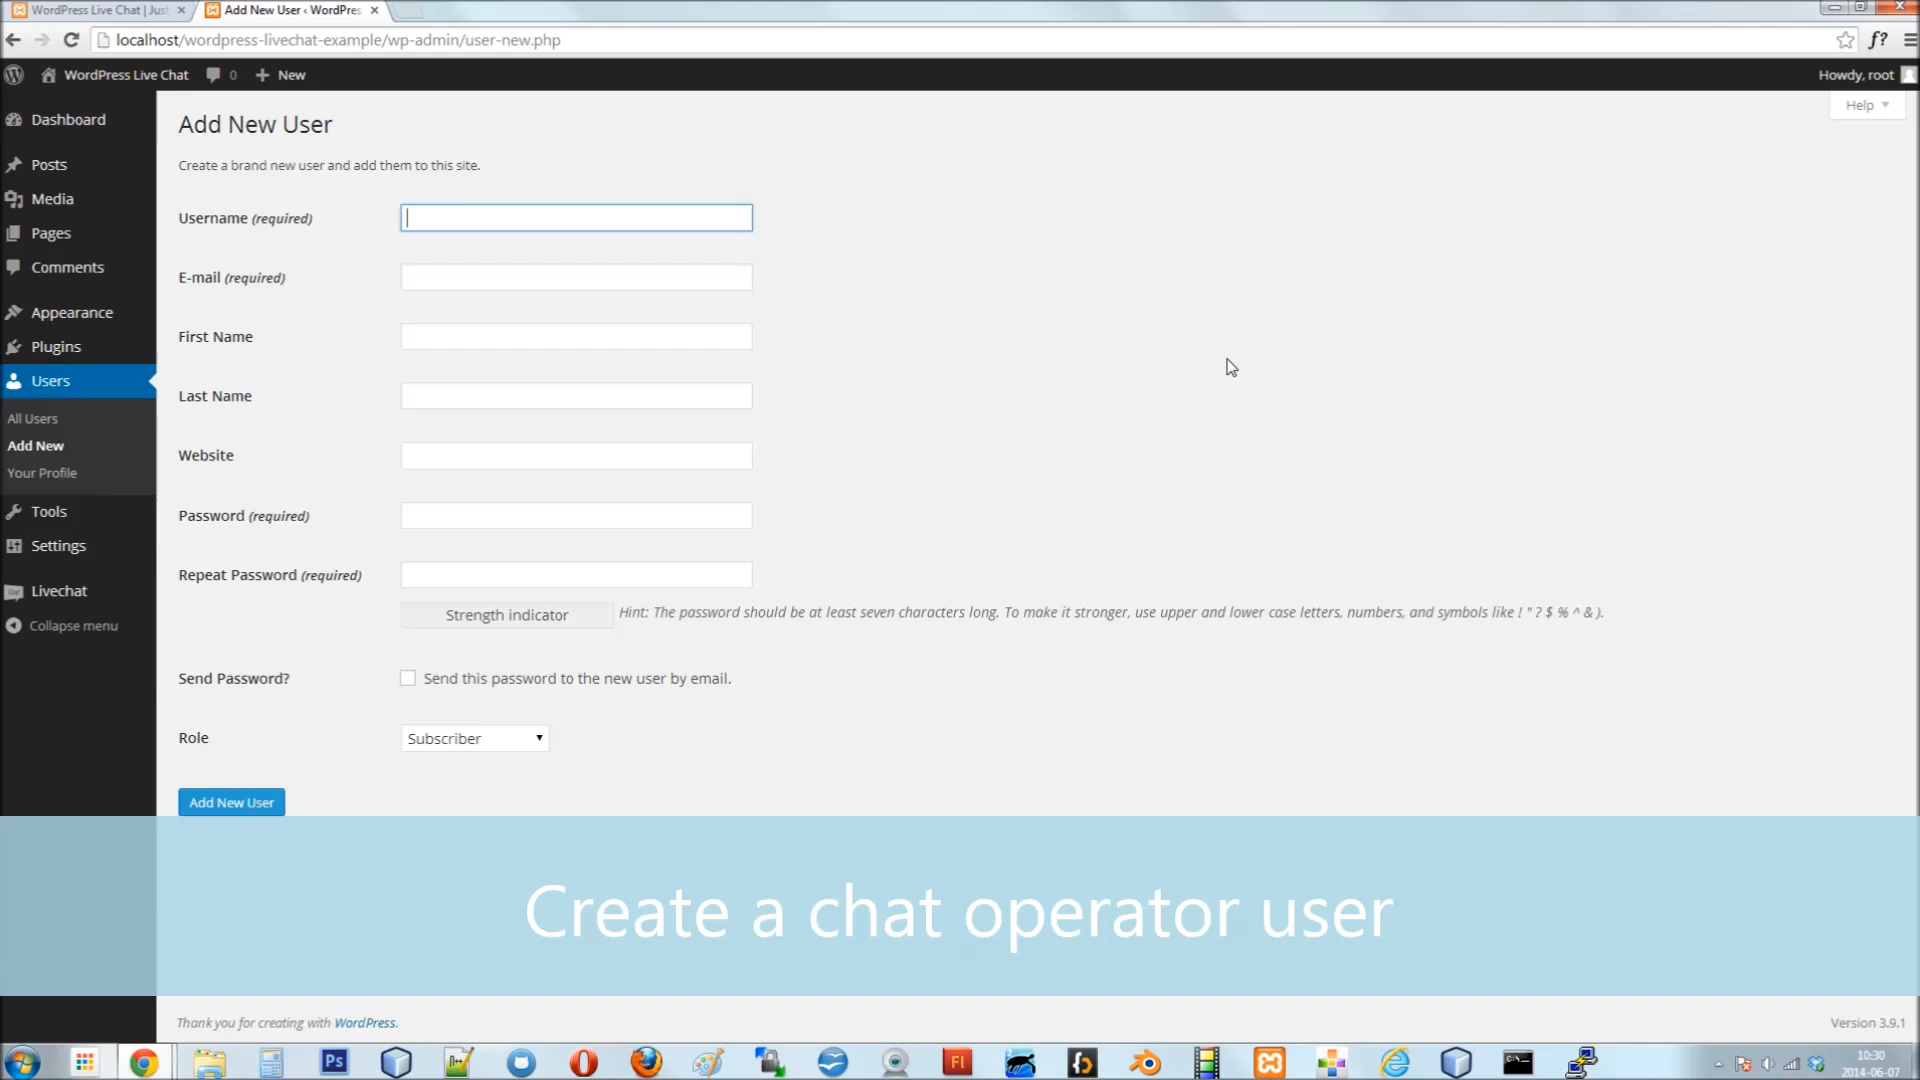 WordPress Live Chat | Jus
Add New User ‹ WordPres
localhost/wordpress-livechat-example/wp-admin/user-new.php
f?
WordPress Live Chat
0
New
Howdy, root
Help
Dashboard
Posts
Media
Pages
Comments
Appearance
Plugins
Users
All Users
Add New
Your Profile
Tools
Settings
Livechat
Collapse menu
Add New User
Create a brand new user and add them to this site.
Username (required)
E-mail (required)
First Name
Last Name
Website
Password (required)
Repeat Password (required)
Strength indicator
Hint: The password should be at least seven characters long. To make it stronger, use upper and lower case letters, numbers, and symbols like ! " ? $ % ^ & ).
Send Password?
Send this password to the new user by email.
Role
Subscriber
Add New User
Create a chat operator user
Thank you for creating with WordPress.
Version 3.9.1
Ps
Fl
10:30
2014-06-07